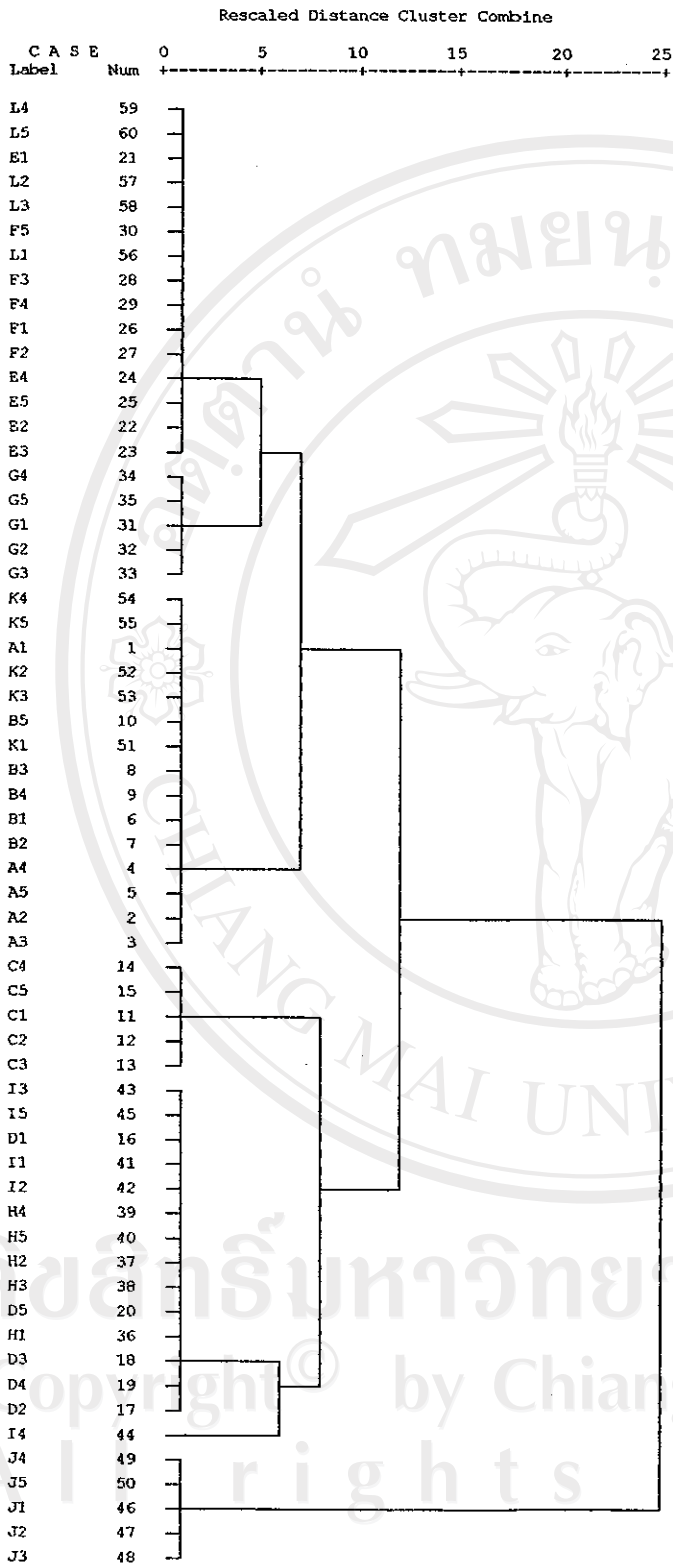 Rescaled Distance Cluster Combine
C A S E 0 5 10 15 20 25
Label Num +---------+---------+---------+---------+---------+
L4 59
L5 60
E1 21
L2 57
L3 58
F5 30
L1 56
F3 28
F4 29
F1 26
F2 27
E4 24
E5 25
E2 22
E3 23
G4 34
G5 35
G1 31
G2 32
G3 33
K4 54
K5 55
A1 1
K2 52
K3 53
B5 10
K1 51
B3 8
B4 9
B1 6
B2 7
A4 4
A5 5
A2 2
A3 3
C4 14
C5 15
C1 11
C2 12
C3 13
I3 43
I5 45
D1 16
I1 41
I2 42
H4 39
H5 40
H2 37
H3 38
D5 20
H1 36
D3 18
D4 19
D2 17
I4 44
J4 49
J5 50
J1 46
J2 47
J3 48
CHIANG MAI UNI
opyright © by Chiang
l l r i g h t s